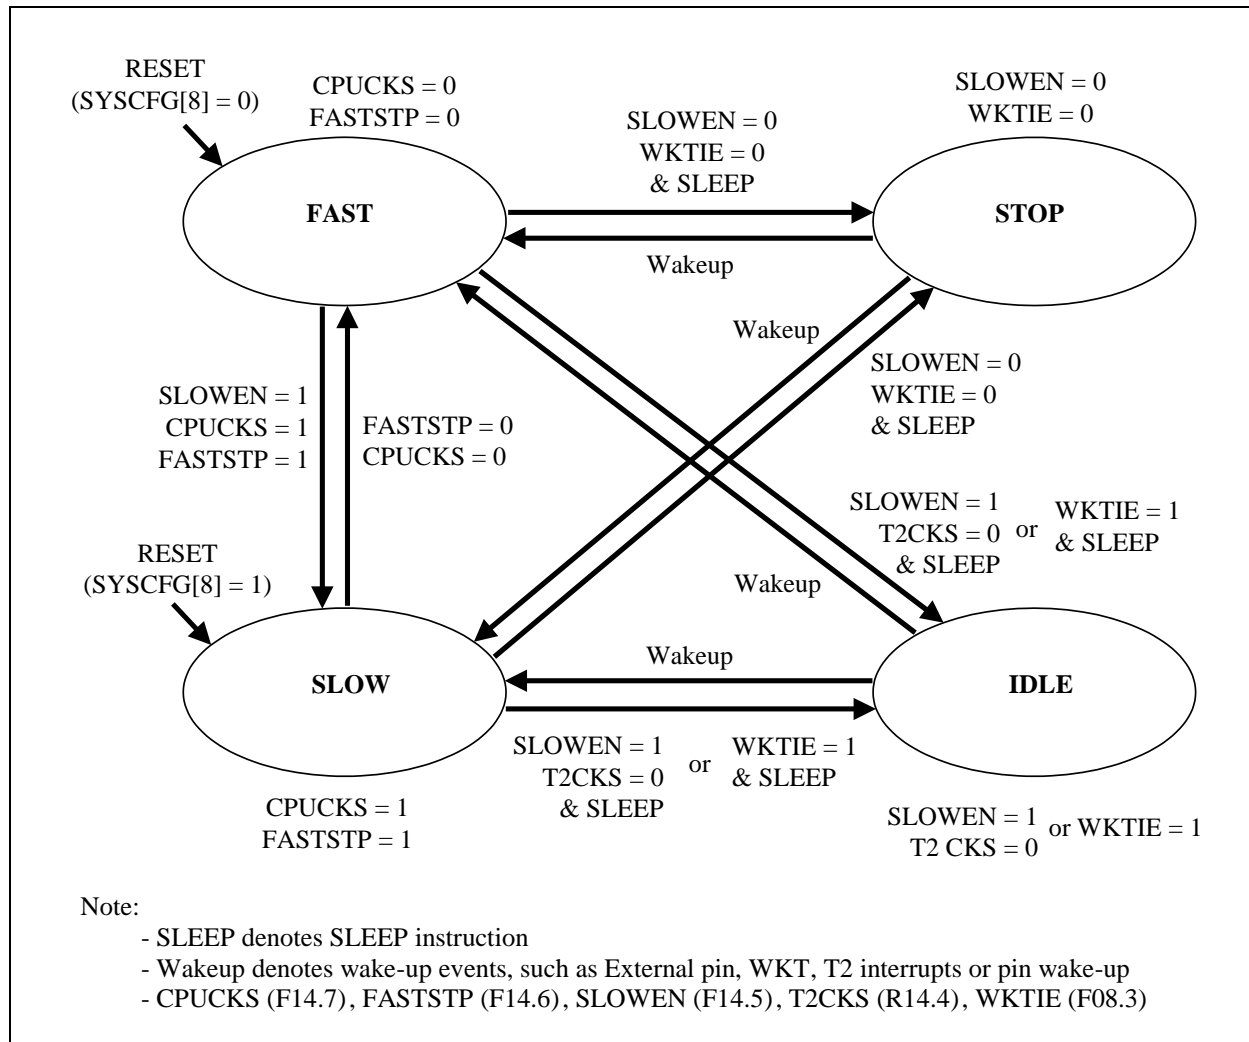 RESET
(SYSCFG[8] = 0)
CPUCKS = 0
FASTSTP = 0
SLOWEN = 0
WKTIE = 0
& SLEEP
SLOWEN = 0
WKTIE = 0
FAST
STOP
Wakeup
Wakeup
SLOWEN = 0
WKTIE = 0
& SLEEP
SLOWEN = 1
CPUCKS = 1
FASTSTP = 1
FASTSTP = 0
CPUCKS = 0
SLOWEN = 1
T2CKS = 0
& SLEEP
or
WKTIE = 1
& SLEEP
RESET
(SYSCFG[8] = 1)
Wakeup
Wakeup
SLOW
IDLE
SLOWEN = 1
T2CKS = 0
& SLEEP
or
WKTIE = 1
& SLEEP
CPUCKS = 1
FASTSTP = 1
SLOWEN = 1
T2 CKS = 0
or WKTIE = 1
Note:
- SLEEP denotes SLEEP instruction
- Wakeup denotes wake-up events, such as External pin, WKT, T2 interrupts or pin wake-up
- CPUCKS (F14.7), FASTSTP (F14.6), SLOWEN (F14.5), T2CKS (R14.4), WKTIE (F08.3)